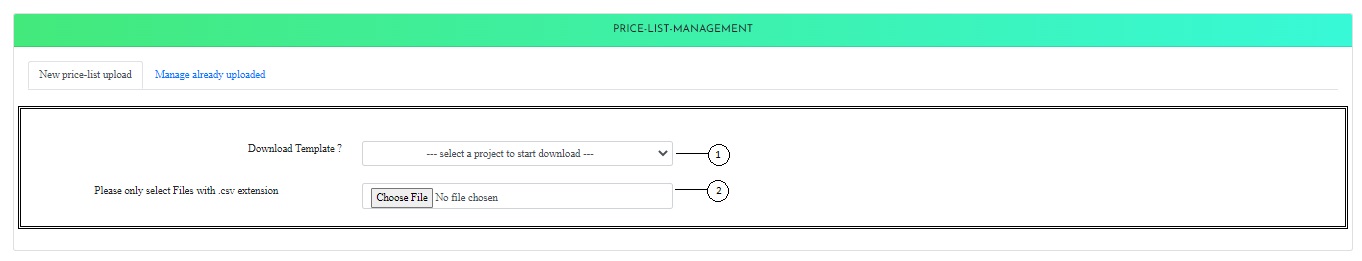 PRICE-LIST-MANAGEMENT
New price-list upload Manage already uploaded
Download Template ? --- select a project to start download --- 1
Please only select Files with .csv extension Choose File No file chosen 2